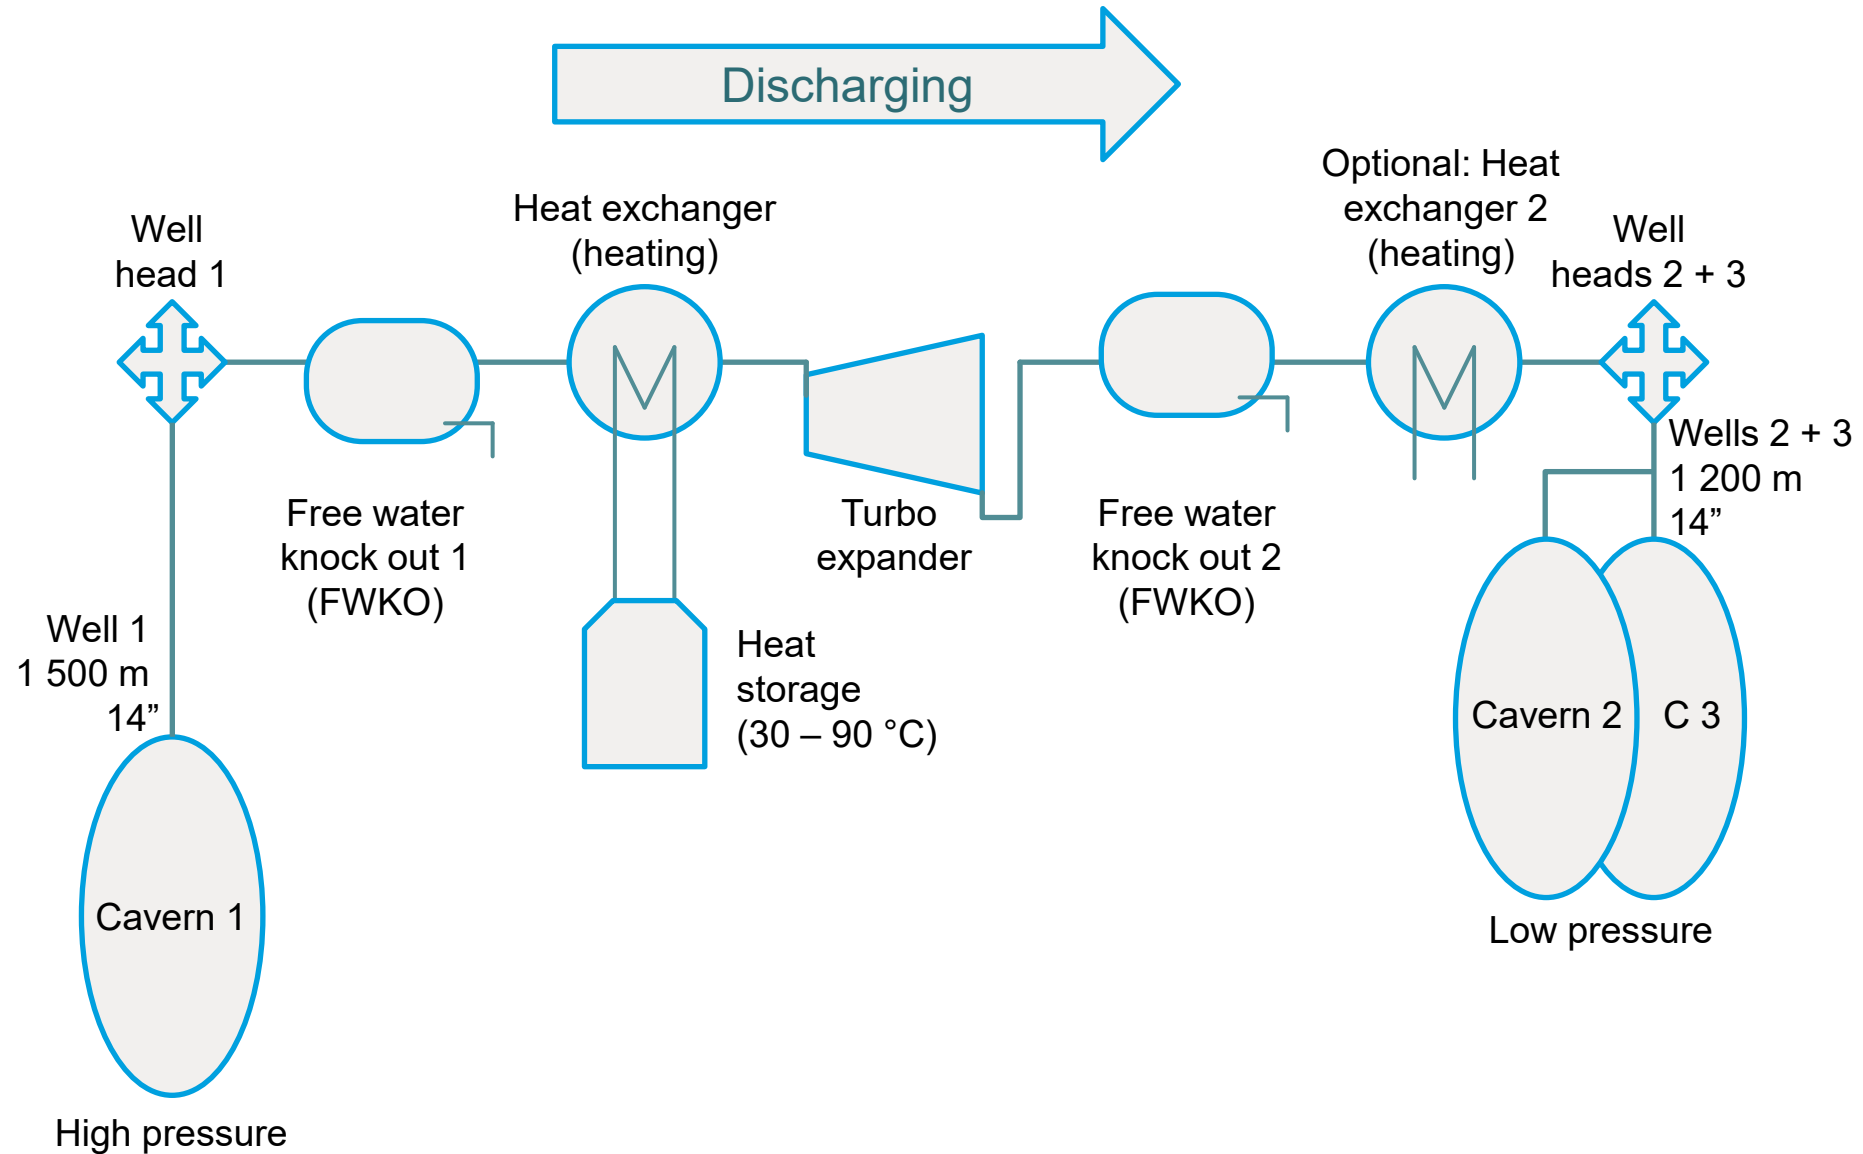 Discharging
Well
head 1
Heat exchanger
(heating)
Optional: Heat
exchanger 2
(heating)
Well
heads 2 + 3
Wells 2 + 3
1 200 m
14”
Free water
knock out 1
(FWKO)
Turbo
expander
Free water
knock out 2
(FWKO)
Well 1
1 500 m
14”
Heat
storage
(30 – 90 °C)
Cavern 2
C 3
Cavern 1
Low pressure
High pressure